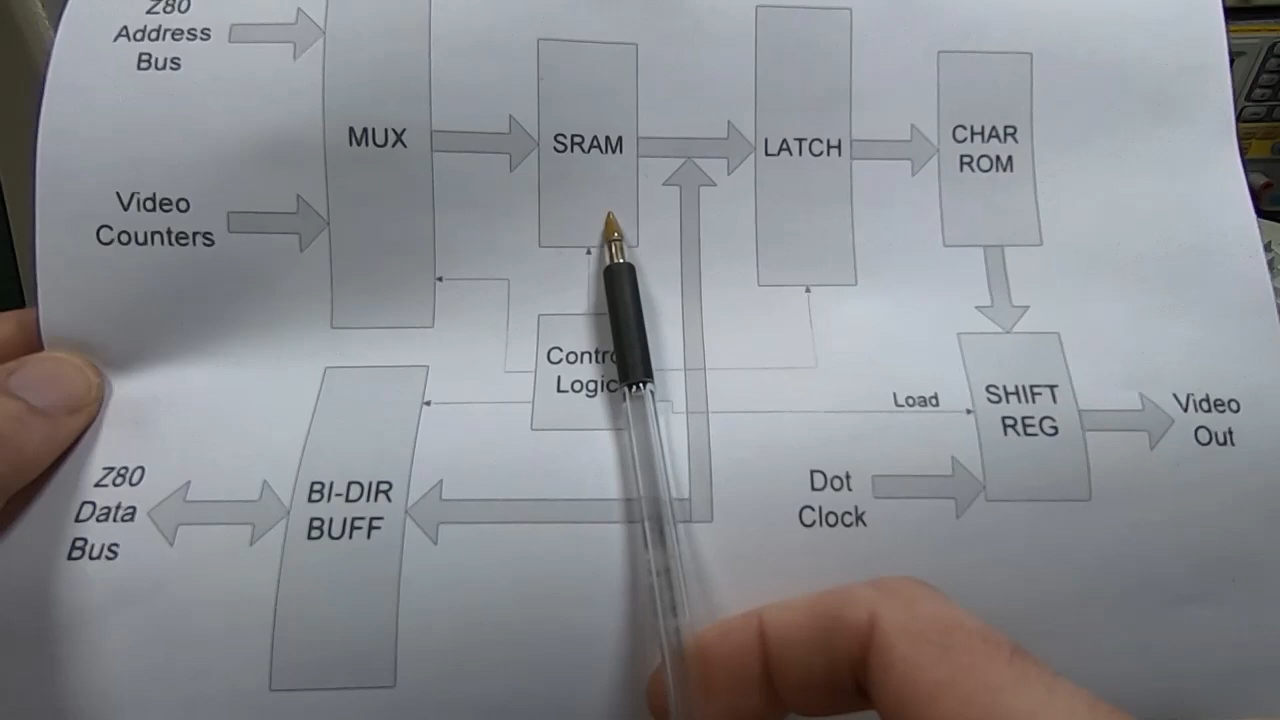 Z80
Address
Bus
Video
Counters
MUX
SRAM
LATCH
CHAR
ROM
Control
Logic
Load
SHIFT
REG
Video
Out
Dot
Clock
Z80
Data
Bus
BI-DIR
BUFF